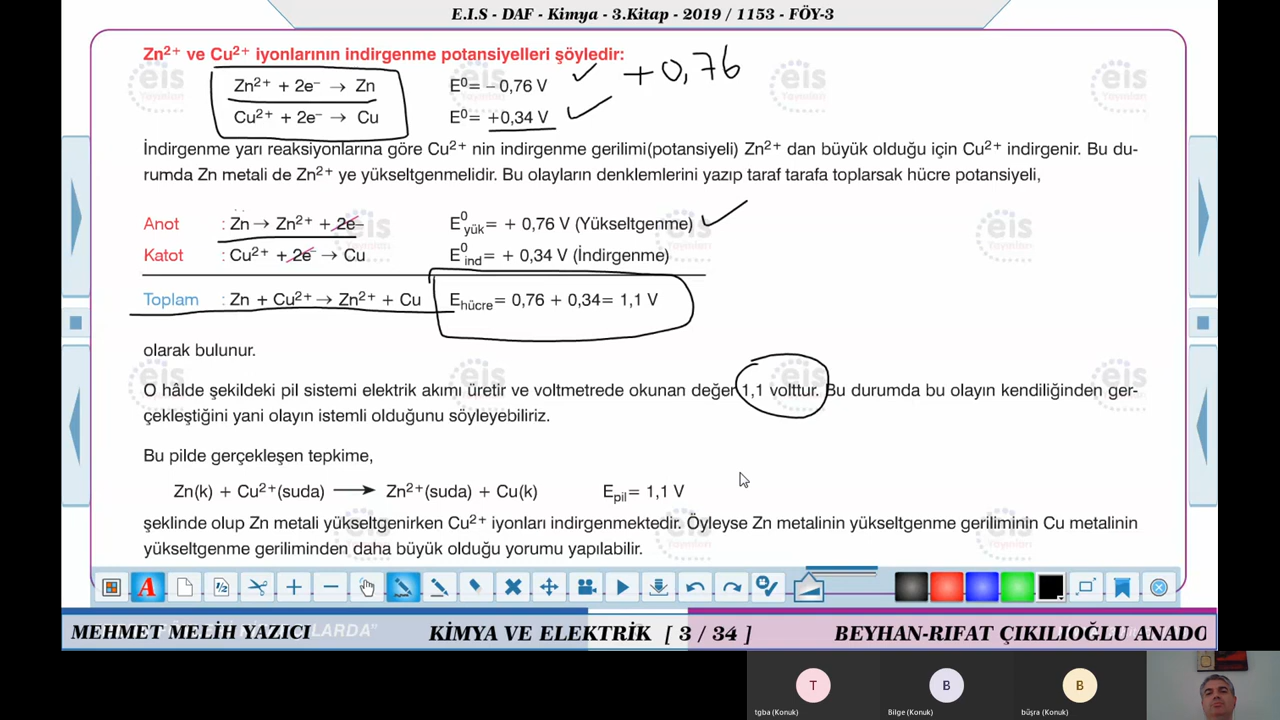 E.I.S - DAF - Kimya - 3.Kitap - 2019 / 1153 - FÖY-3
Zn²⁺ ve Cu²⁺ iyonlarının indirgenme potansiyelleri şöyledir:
Zn²⁺ + 2e⁻ → Zn E⁰= – 0,76 V +0,76
Cu²⁺ + 2e⁻ → Cu E⁰= +0,34 V
İndirgenme yarı reaksiyonlarına göre Cu²⁺ nin indirgenme gerilimi(potansiyeli) Zn²⁺ dan büyük olduğu için Cu²⁺ indirgenir. Bu du-
rumda Zn metali de Zn²⁺ ye yükseltgenmelidir. Bu olayların denklemlerini yazıp taraf tarafa toplarsak hücre potansiyeli,
Anot : Zn → Zn²⁺ + 2e⁻ E⁰yük= + 0,76 V (Yükseltgenme)
Katot : Cu²⁺ + 2e⁻ → Cu E⁰ind= + 0,34 V (İndirgenme)
Toplam : Zn + Cu²⁺ → Zn²⁺ + Cu Ehücre= 0,76 + 0,34= 1,1 V
olarak bulunur.
O hâlde şekildeki pil sistemi elektrik akımı üretir ve voltmetrede okunan değer 1,1 volttur. Bu durumda bu olayın kendiliğinden ger-
çekleştiğini yani olayın istemli olduğunu söyleyebiliriz.
Bu pilde gerçekleşen tepkime,
Zn(k) + Cu²⁺(suda) ⟶ Zn²⁺(suda) + Cu(k) Epil= 1,1 V
şeklinde olup Zn metali yükseltgenirken Cu²⁺ iyonları indirgenmektedir. Öyleyse Zn metalinin yükseltgenme geriliminin Cu metalinin
yükseltgenme geriliminden daha büyük olduğu yorumu yapılabilir.
MEHMET MELİH YAZICI KİMYA VE ELEKTRİK [ 3 / 34 ] BEYHAN-RIFAT ÇIKILIOĞLU ANADO
T B B
tgba (Konuk) Bilge (Konuk) büşra (Konuk)